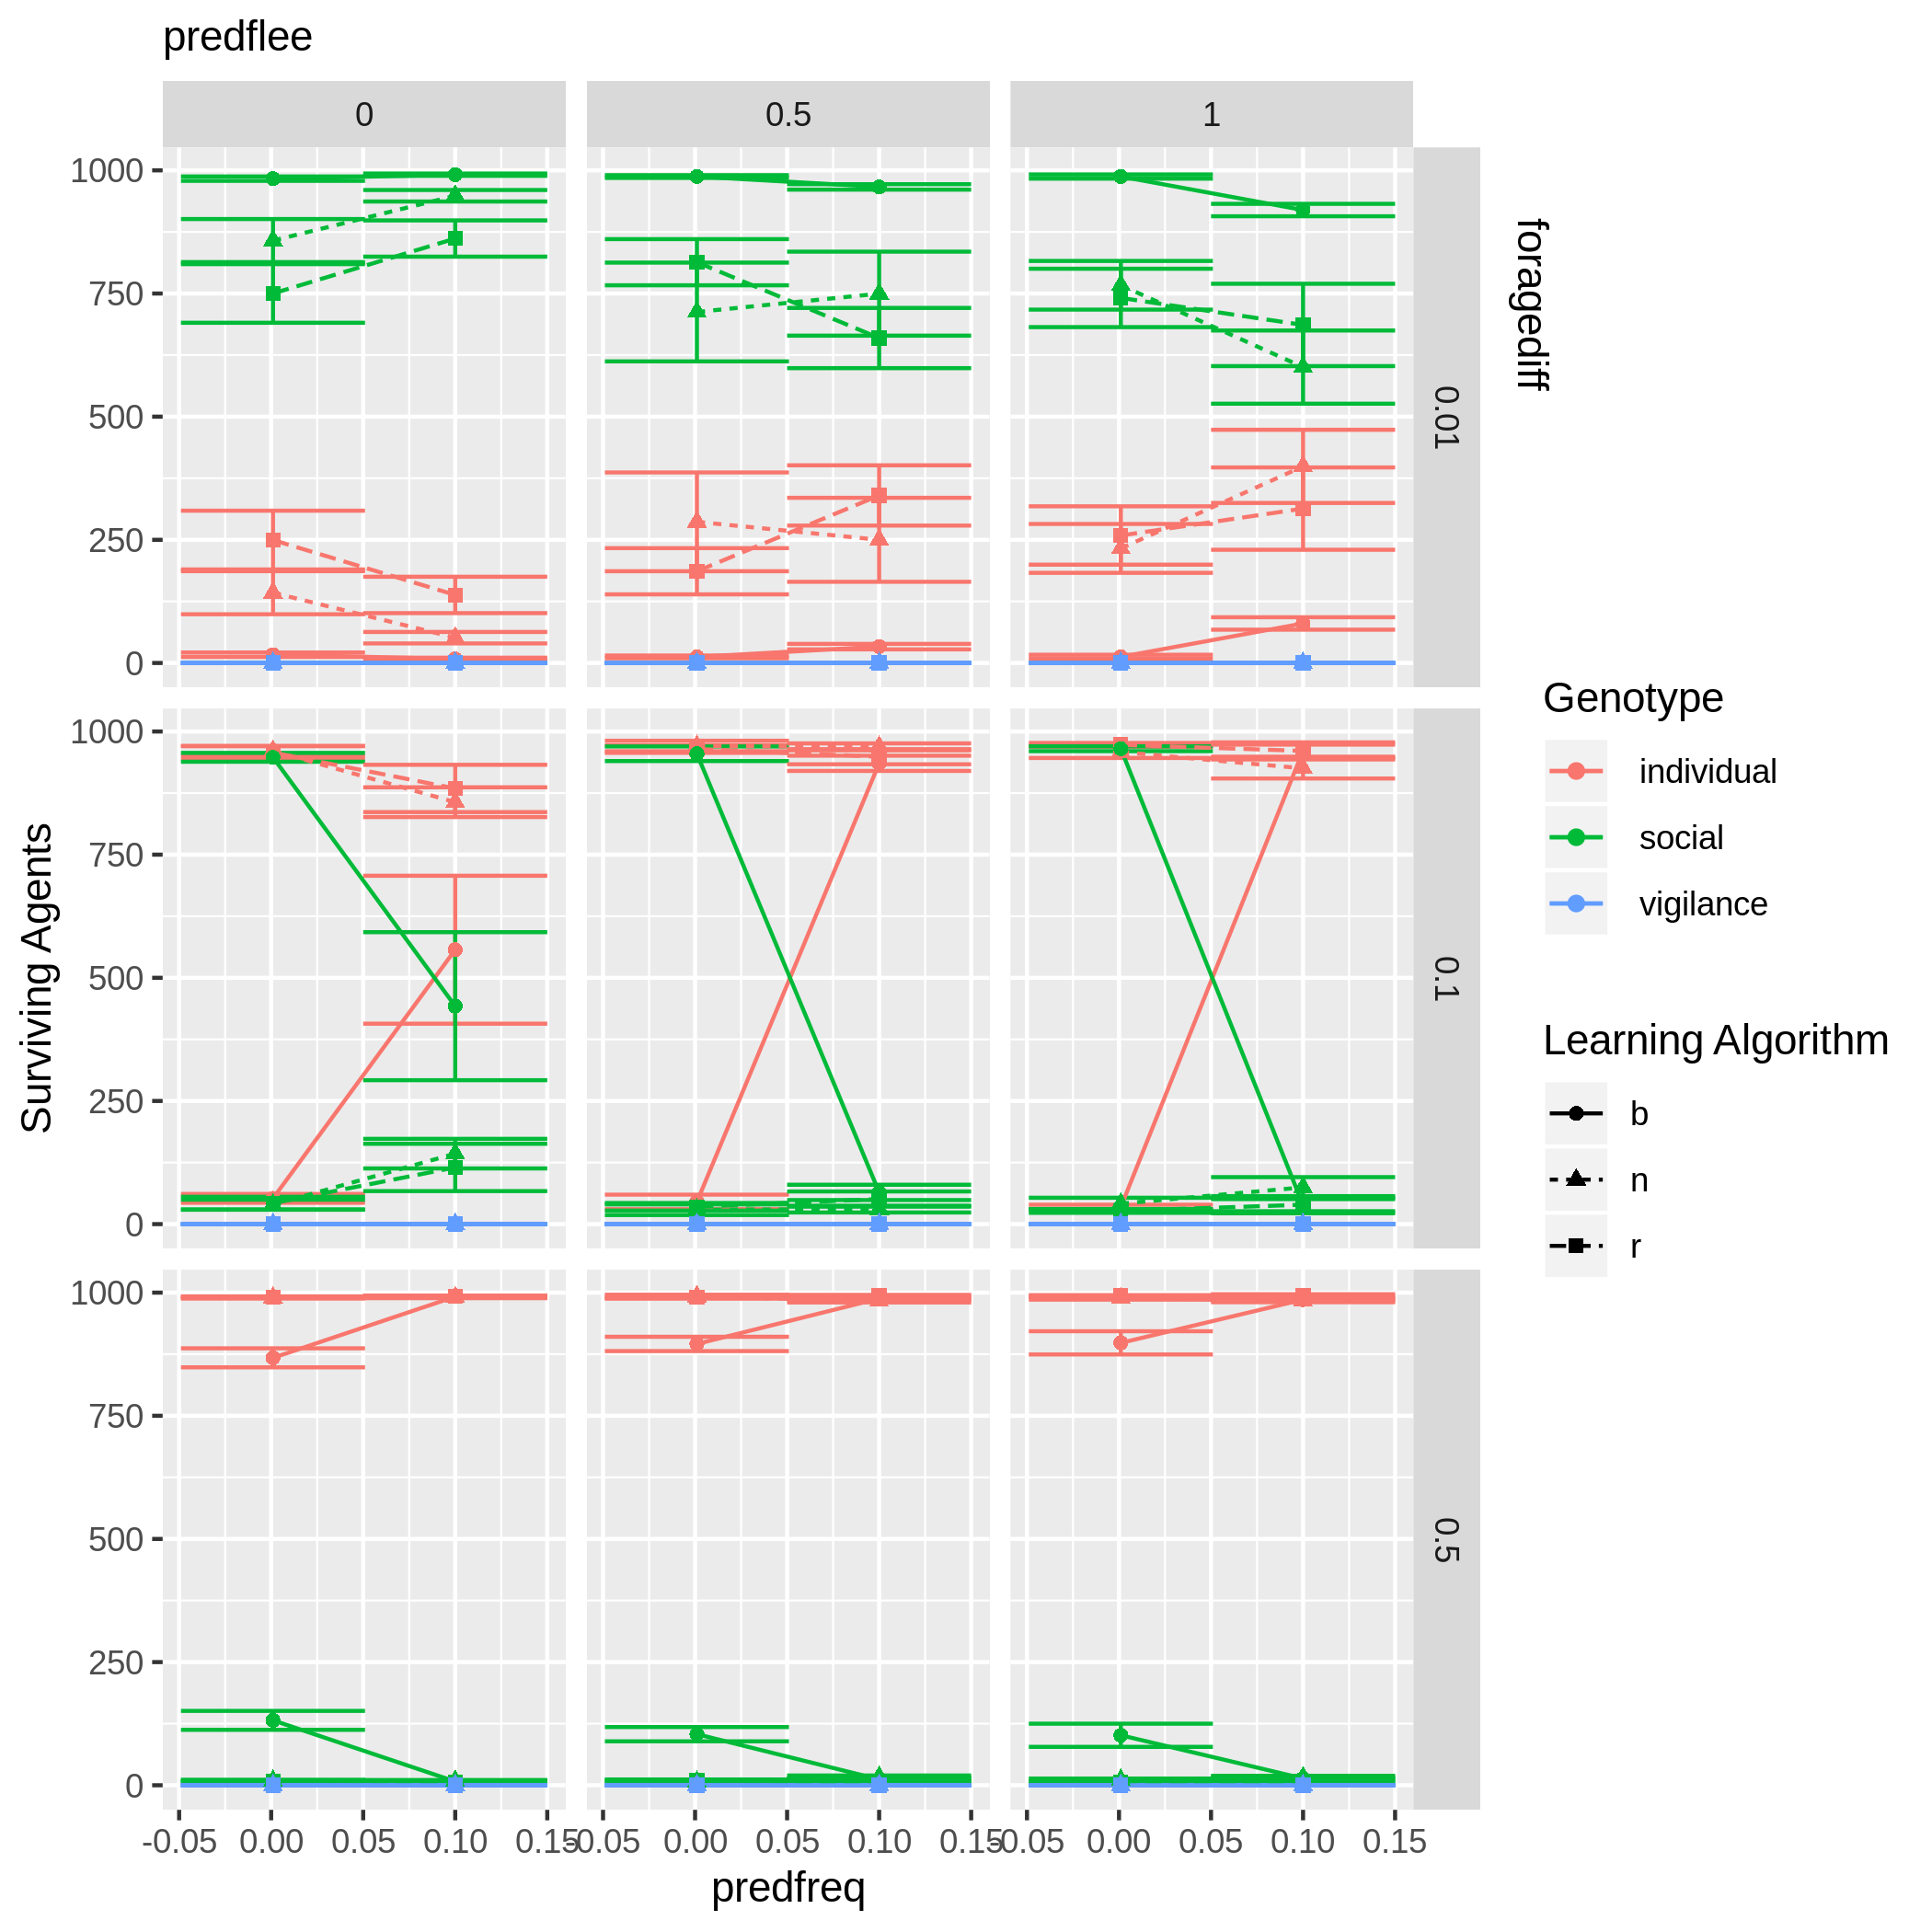 predflee
0 0.5 1
1000
750
500
250
0
0.01
foragediff
1000
750
500
250
0
0.1
1000
750
500
250
0
0.5
Surviving Agents
-0.05 0.00 0.05 0.10 0.15 -0.05 0.00 0.05 0.10 0.15 -0.05 0.00 0.05 0.10 0.15
predfreq
Genotype
individual
social
vigilance
Learning Algorithm
b
n
r